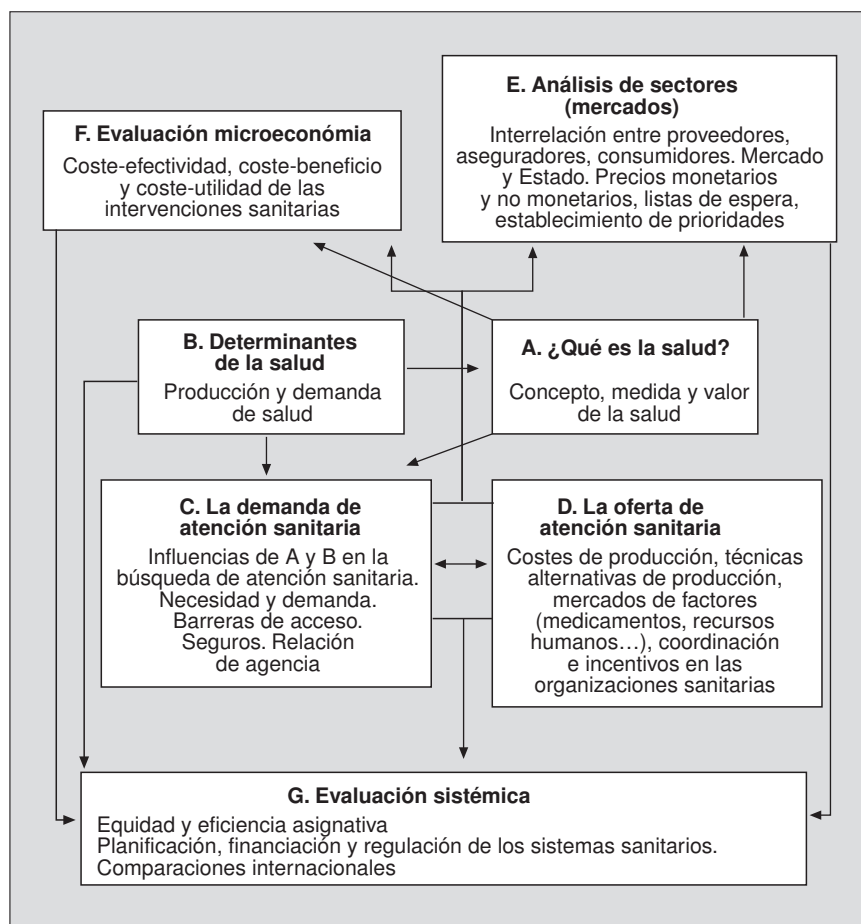 E. Análisis de sectores
(mercados)
Interrelación entre proveedores,
aseguradores, consumidores. Mercado
y Estado. Precios monetarios
y no monetarios, listas de espera,
establecimiento de prioridades
F. Evaluación microeconómia
Coste-efectividad, coste-beneficio
y coste-utilidad de las
intervenciones sanitarias
B. Determinantes
de la salud
Producción y demanda
de salud
A. ¿Qué es la salud?
Concepto, medida y valor
de la salud
C. La demanda de
atención sanitaria
Influencias de A y B en la
búsqueda de atención sanitaria.
Necesidad y demanda.
Barreras de acceso.
Seguros. Relación
de agencia
D. La oferta de
atención sanitaria
Costes de producción, técnicas
alternativas de producción,
mercados de factores
(medicamentos, recursos
humanos…), coordinación
e incentivos en las
organizaciones sanitarias
G. Evaluación sistémica
Equidad y eficiencia asignativa
Planificación, financiación y regulación de los sistemas sanitarios.
Comparaciones internacionales